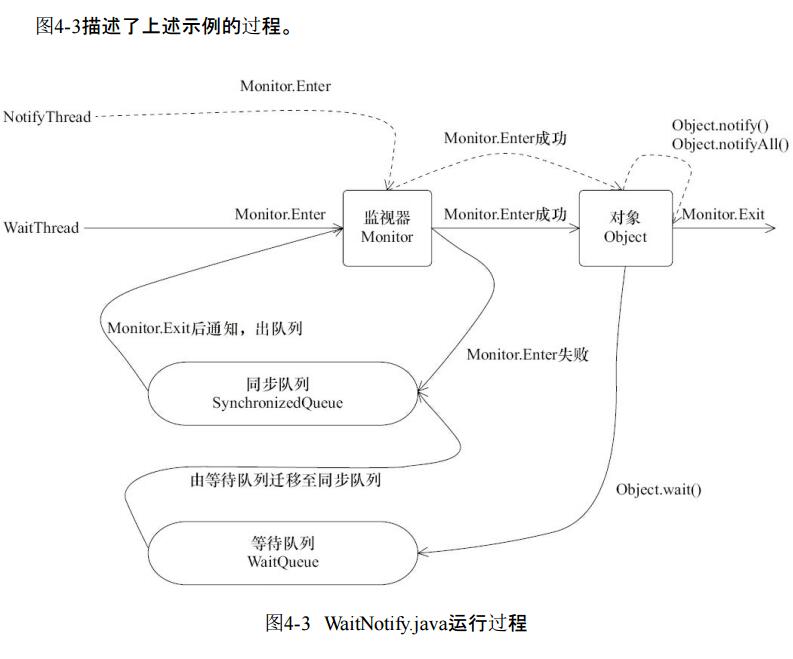 图4-3描述了上述示例的过程。
Monitor.Enter
NotifyThread
Monitor.Enter成功
Object.notify()
Object.notifyAll()
WaitThread
Monitor.Enter
监视器
Monitor
Monitor.Enter成功
对象
Object
Monitor.Exit
Monitor.Exit后通知，出队列
Monitor.Enter失败
同步队列
SynchronizedQueue
由等待队列迁移至同步队列
Object.wait()
等待队列
WaitQueue
图4-3 WaitNotify.java运行过程